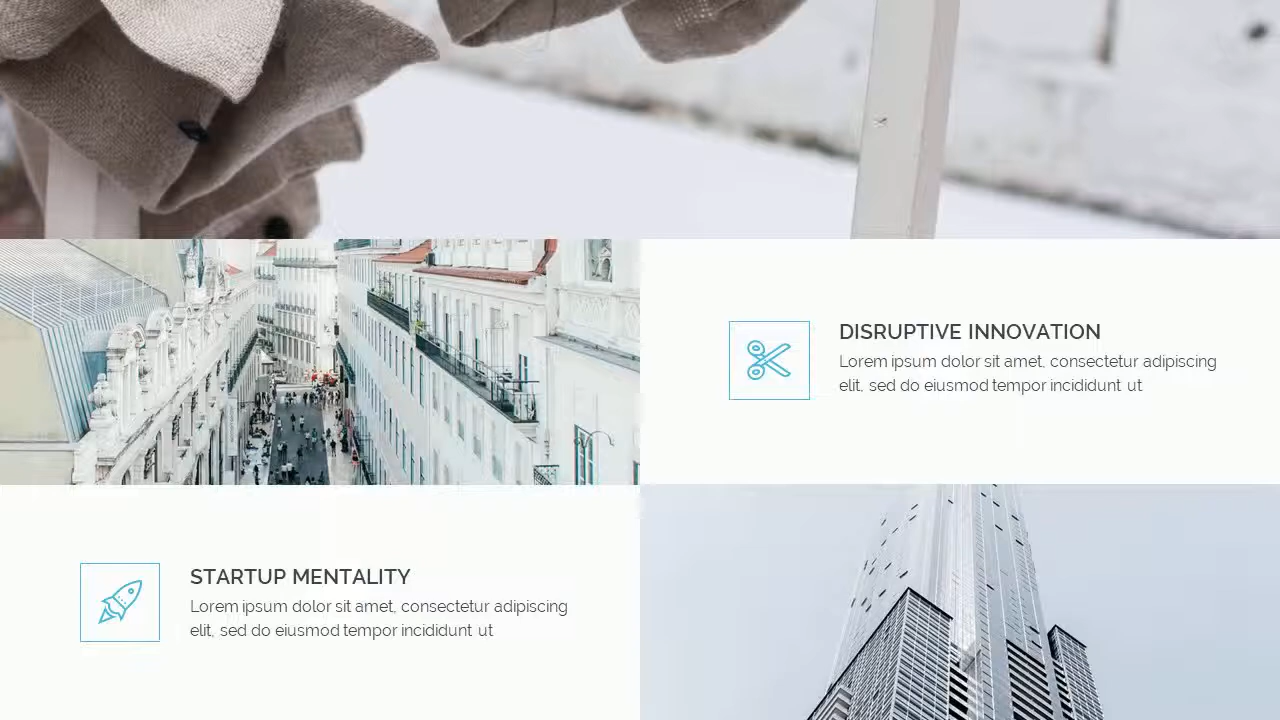 DISRUPTIVE INNOVATION
Lorem ipsum dolor sit amet, consectetur adipiscing
elit, sed do eiusmod tempor incididunt ut
STARTUP MENTALITY
Lorem ipsum dolor sit amet, consectetur adipiscing
elit, sed do eiusmod tempor incididunt ut